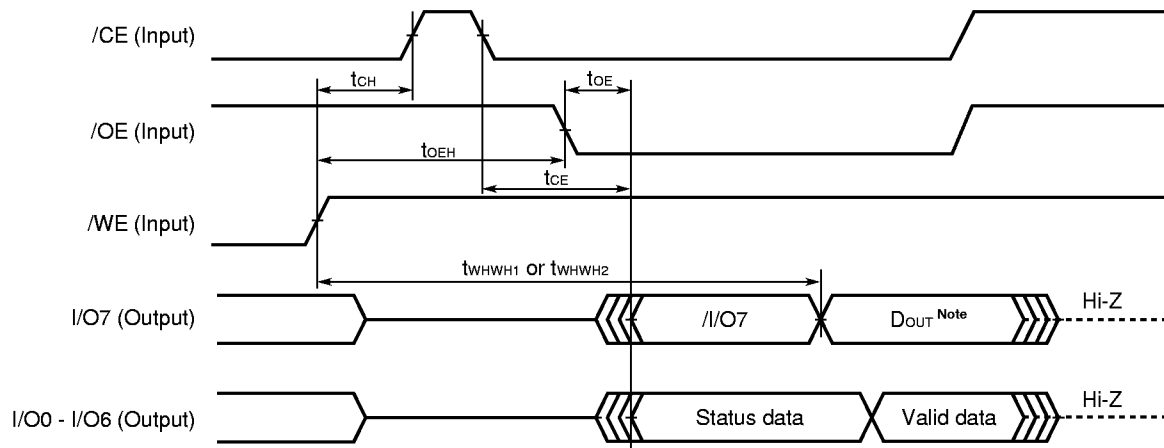 /CE (Input)
tCH
tOE
/OE (Input)
tOEH
tCE
/WE (Input)
tWHWH1 or tWHWH2
I/O7 (Output)
/I/O7
DOUT Note
Hi-Z
I/O0 - I/O6 (Output)
Status data
Valid data
Hi-Z